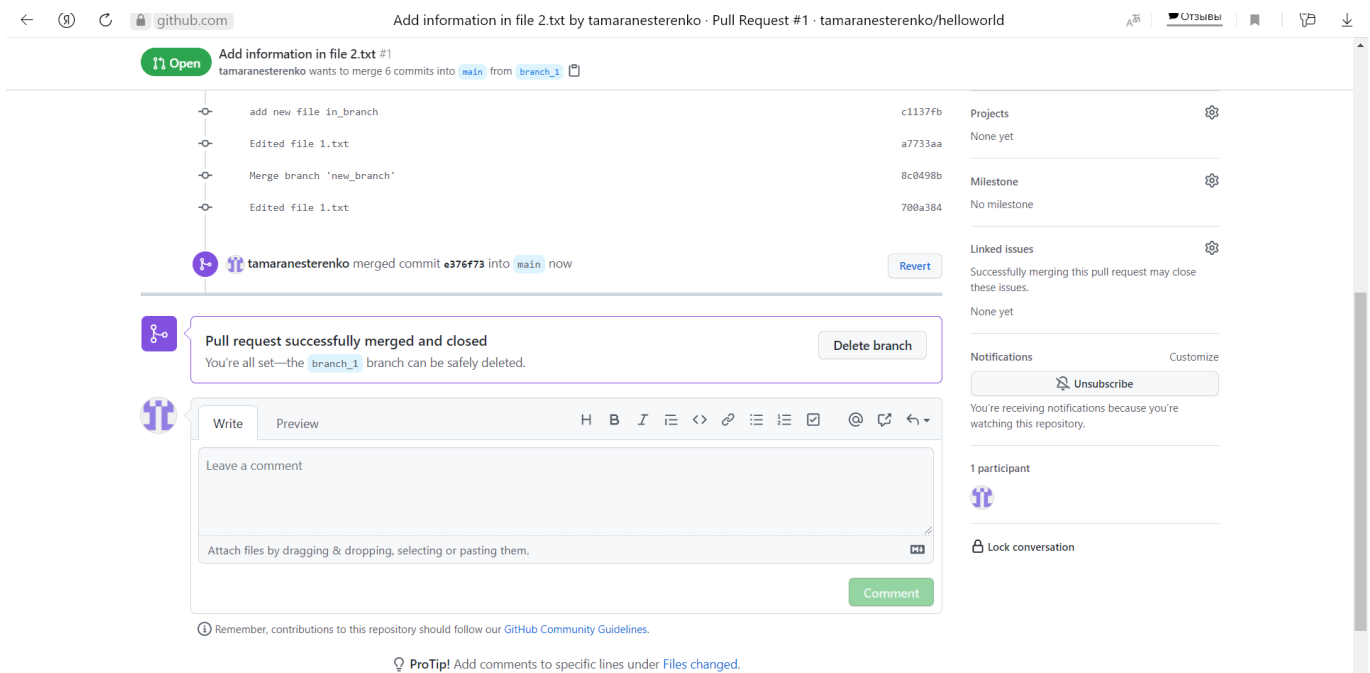 github.com
Add information in file 2.txt by tamaranesterenko · Pull Request #1 · tamaranesterenko/helloworld
Отзывы
Open
Add information in file 2.txt #1
tamaranesterenko wants to merge 6 commits into main from branch_1
add new file in_branch c1137fb
Edited file 1.txt a7733aa
Merge branch 'new_branch' 8c0498b
Edited file 1.txt 700a384
tamaranesterenko merged commit e376f73 into main now
Revert
Pull request successfully merged and closed
You're all set—the branch_1 branch can be safely deleted.
Delete branch
Write Preview
Leave a comment
Attach files by dragging & dropping, selecting or pasting them.
Comment
Remember, contributions to this repository should follow our GitHub Community Guidelines.
ProTip! Add comments to specific lines under Files changed.
Projects
None yet
Milestone
No milestone
Linked issues
Successfully merging this pull request may close
these issues.
None yet
Notifications Customize
Unsubscribe
You're receiving notifications because you're
watching this repository.
1 participant
Lock conversation